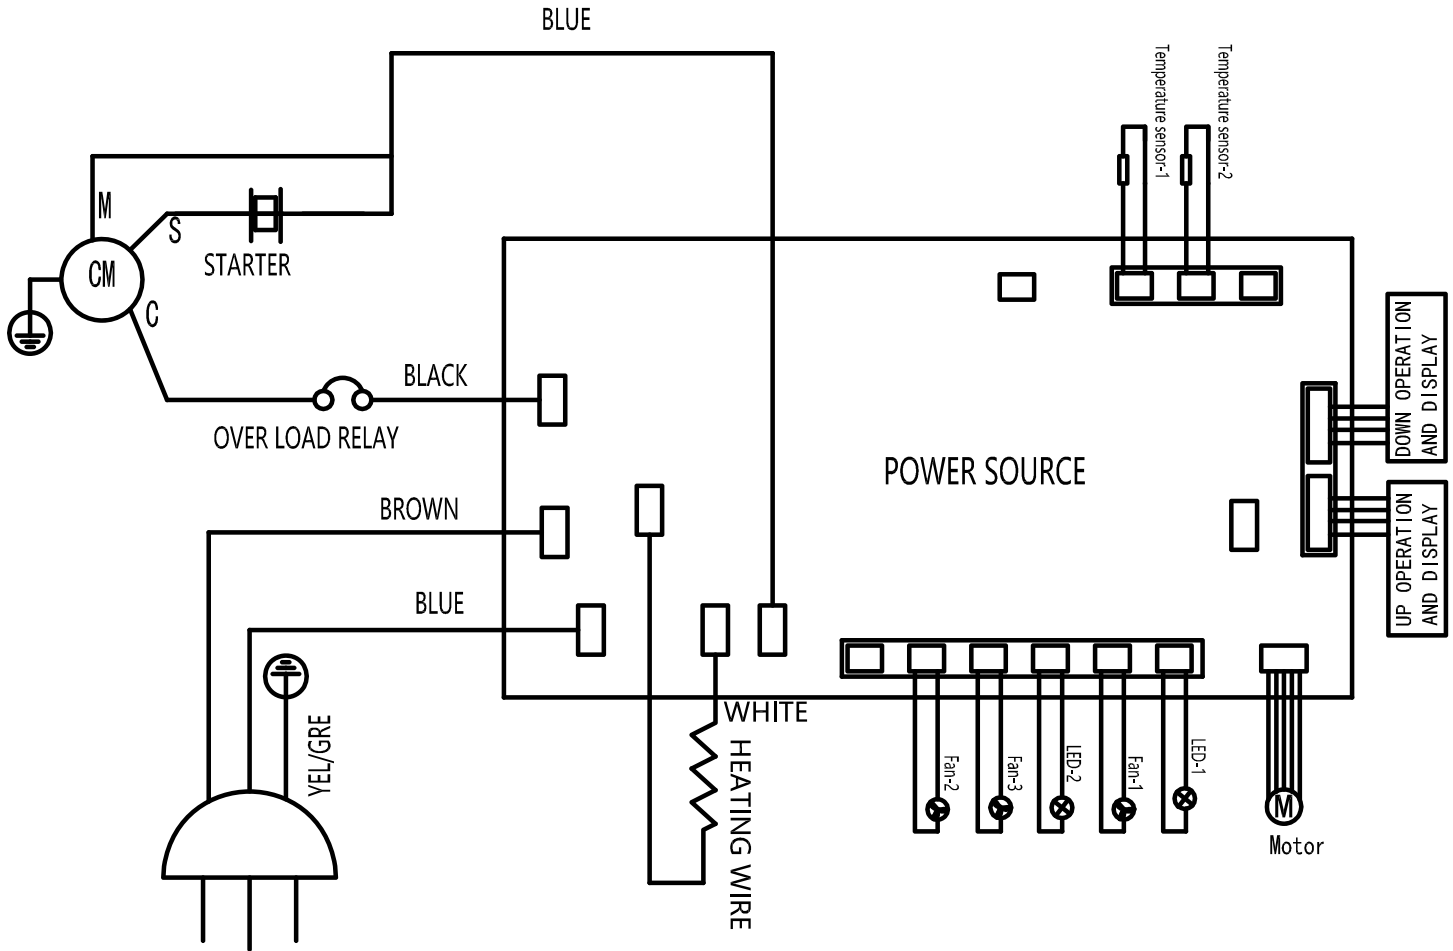 BLUE
Temperature sensor-1
Temperature sensor-2
M
S
STARTER
CM
C
BLACK
OVER LOAD RELAY
DOWN OPERATION
AND DISPLAY
POWER SOURCE
BROWN
UP OPERATION
AND DISPLAY
BLUE
YEL/GRE
WHITE
HEATING WIRE
Fan-2
Fan-3
LED-2
Fan-1
LED-1
M
Motor